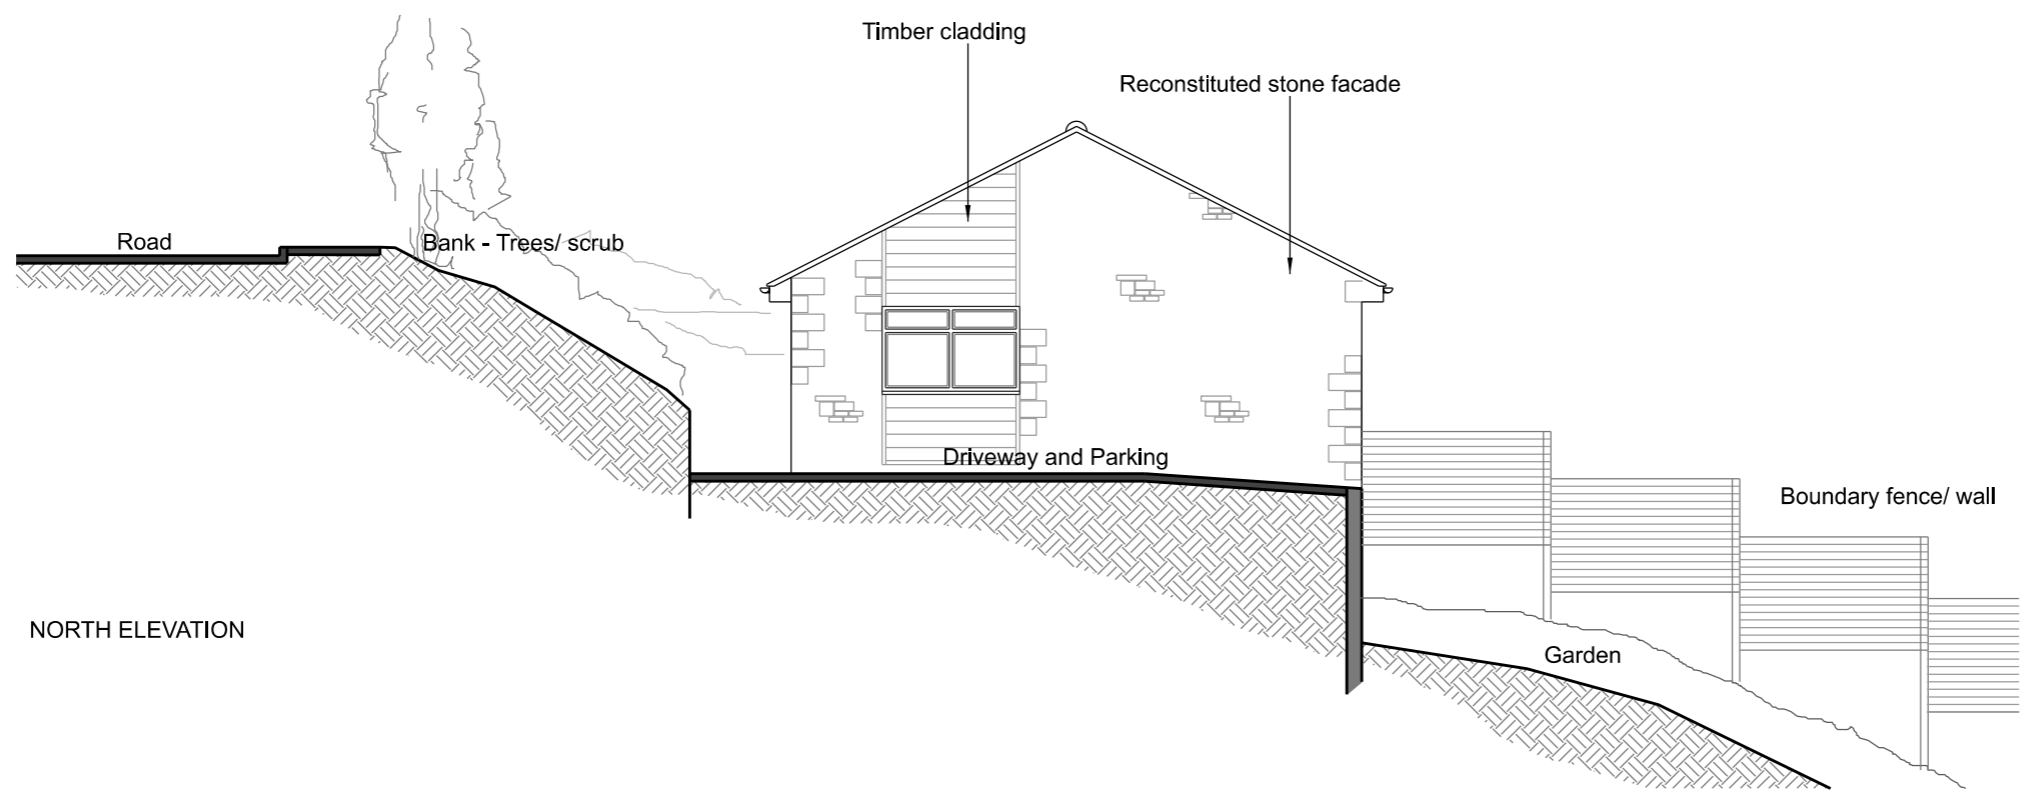 Timber cladding
Reconstituted stone facade
Road
Bank - Trees/ scrub
Driveway and Parking
Boundary fence/ wall
NORTH ELEVATION
Garden